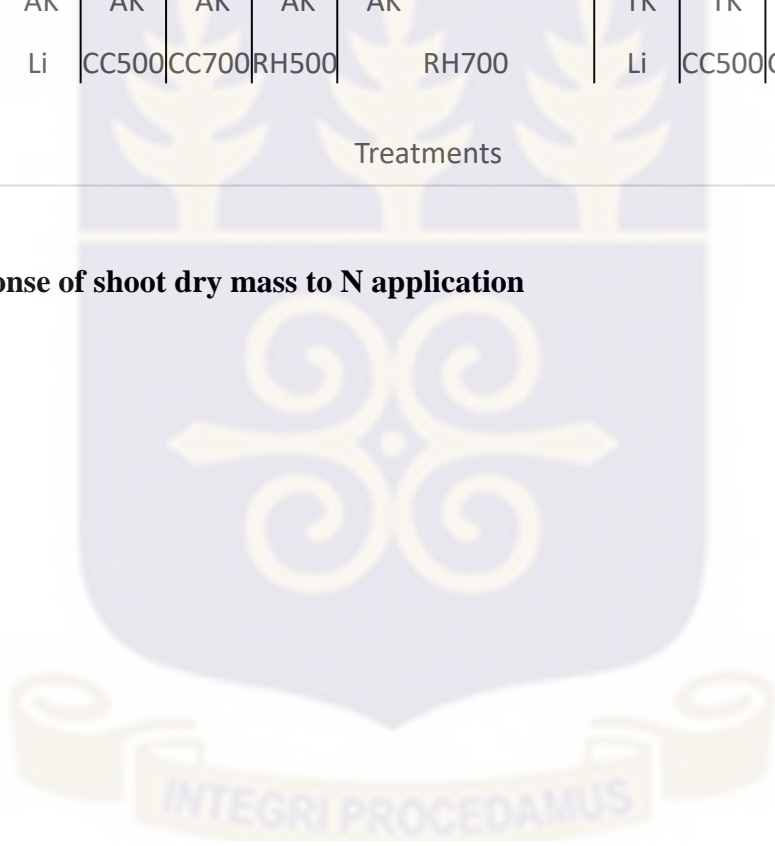 AK AK AK AK AK TK TK
Li CC500 CC700 RH500 RH700 Li CC500
Treatments
onse of shoot dry mass to N application
INTEGRI PROCEDAMUS